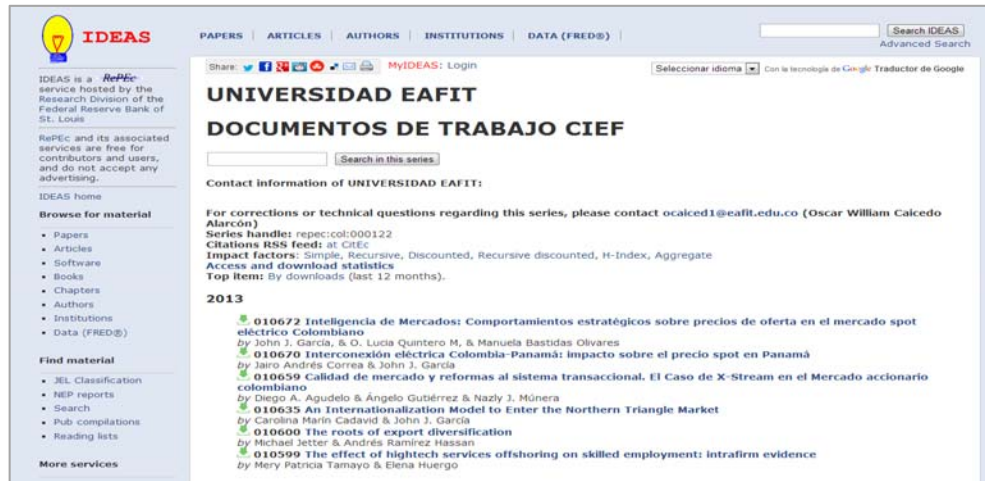 IDEAS
PAPERS | ARTICLES | AUTHORS | INSTITUTIONS | DATA (FRED®) |
Search IDEAS
Advanced Search
IDEAS is a RePEc
service hosted by the
Research Division of the
Federal Reserve Bank of
St. Louis
RePEc and its associated
services are free for
contributors and users,
and do not accept any
advertising.
IDEAS home
Browse for material
Papers
Articles
Software
Books
Chapters
Authors
Institutions
Data (FRED®)
Find material
JEL Classification
NEP reports
Search
Pub compilations
Reading lists
More services
Share: MyIDEAS: Login
Seleccionar idioma Con la tecnología de Google Traductor de Google
UNIVERSIDAD EAFIT
DOCUMENTOS DE TRABAJO CIEF
Search in this series
Contact information of UNIVERSIDAD EAFIT:
For corrections or technical questions regarding this series, please contact ocaiced1@eafit.edu.co (Oscar William Caicedo
Alarcón)
Series handle: repec:col:000122
Citations RSS feed: at CitEc
Impact factors: Simple, Recursive, Discounted, Recursive discounted, H-Index, Aggregate
Access and download statistics
Top item: By downloads (last 12 months).
2013
010672 Inteligencia de Mercados: Comportamientos estratégicos sobre precios de oferta en el mercado spot
eléctrico Colombiano
by John J. García, & O. Lucia Quintero M, & Manuela Bastidas Olivares
010670 Interconexión eléctrica Colombia-Panamá: impacto sobre el precio spot en Panamá
by Jairo Andrés Correa & John J. García
010659 Calidad de mercado y reformas al sistema transaccional. El Caso de X-Stream en el Mercado accionario
colombiano
by Diego A. Agudelo & Ángelo Gutiérrez & Nazly J. Múnera
010635 An Internationalization Model to Enter the Northern Triangle Market
by Carolina Marín Cadavid & John J. García
010600 The roots of export diversification
by Michael Jetter & Andrés Ramírez Hassan
010599 The effect of hightech services offshoring on skilled employment: intrafirm evidence
by Mery Patricia Tamayo & Elena Huergo